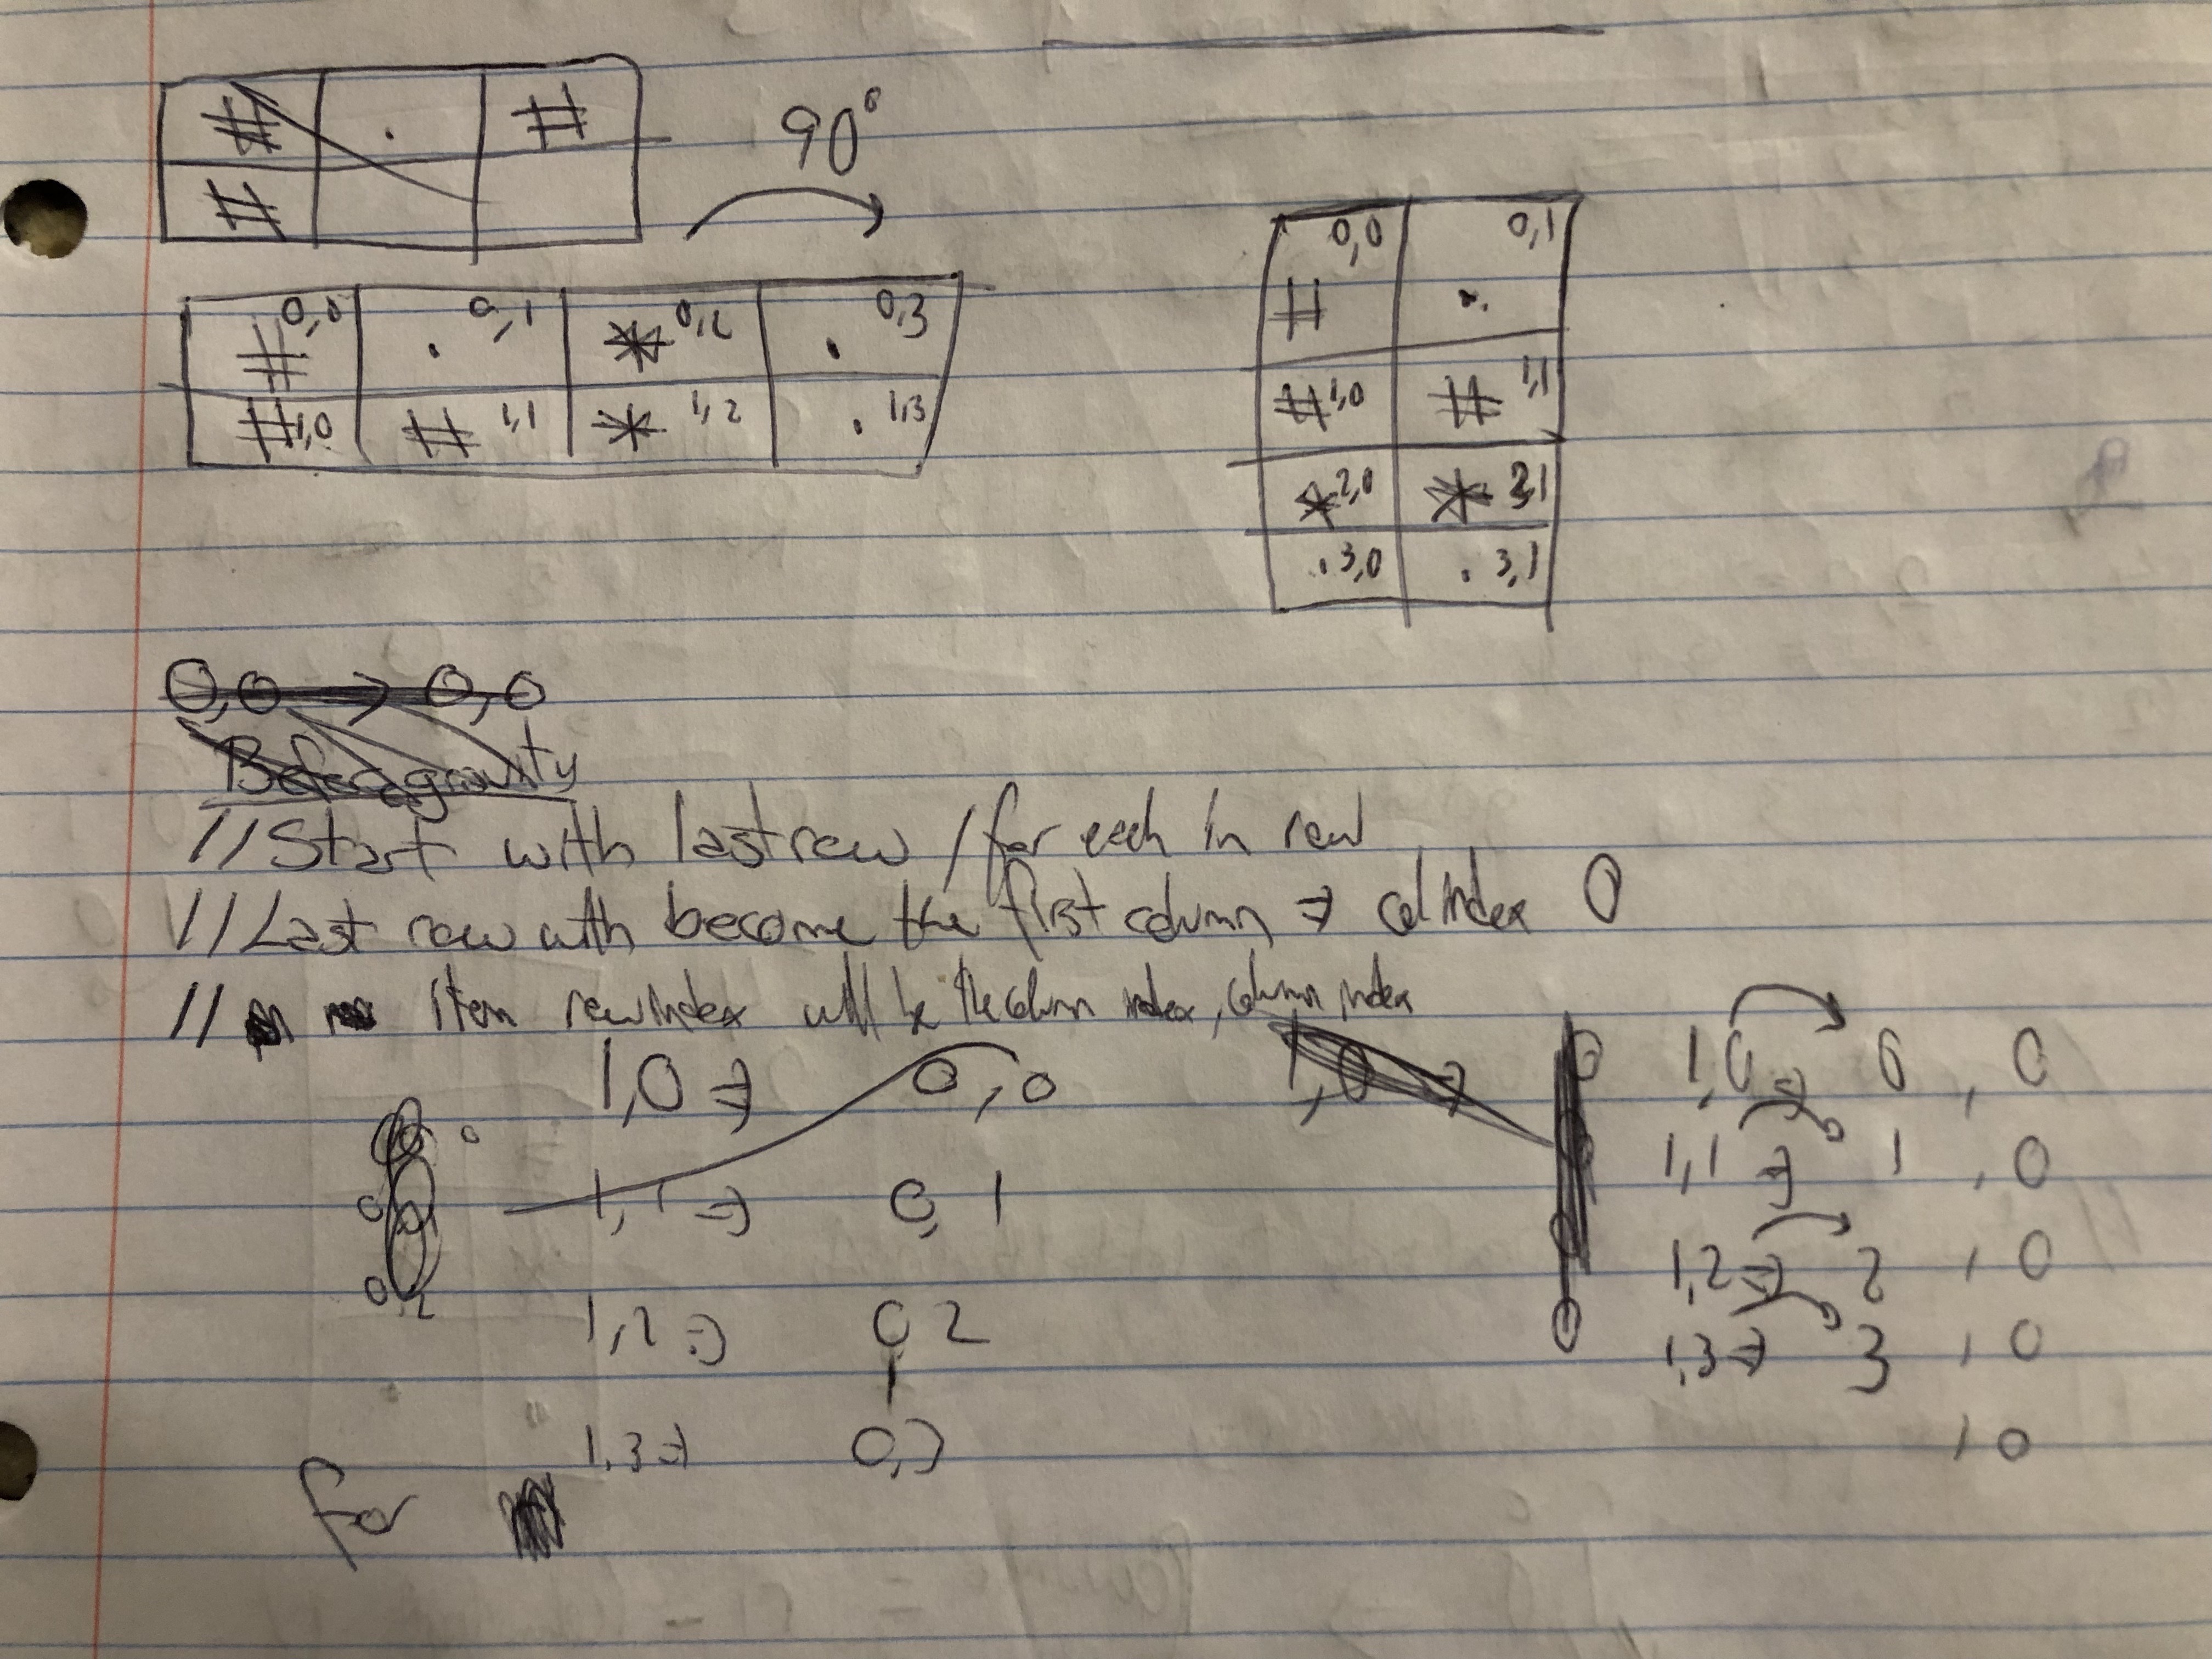 # . #
#
90°
0,0 0,1 0,2 0,3
# . * .
1,0 1,1 1,2 1,3
# # * .
0,0 0,1
# .
# 1,0 # 1,1
* 2,0 * 2,1
. 3,0 . 3,1
0,0 → 0,0
Before gravity
// Start with last row / for each in row
// Last row with become the first column ⇒ col index 0
// item row index will be the column index, column index
1,0 ⇒ 0,0
1,1 ⇒ 0,1
1,2 ⇒ 0 2
1,3 ⇒ 0,3
for
1,0 ⇒
1,0 ⇒ 0 , 0
1,1 ⇒ 1 , 0
1,2 ⇒ 2 , 0
1,3 ⇒ 3 , 0
, 0